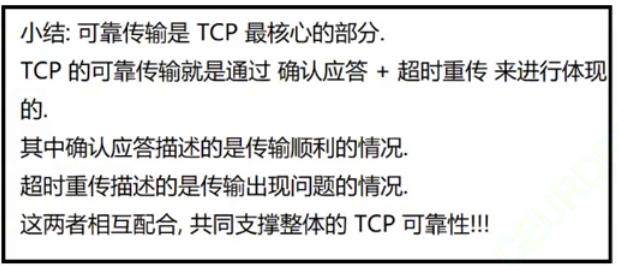 小结: 可靠传输是 TCP 最核心的部分.
TCP 的可靠传输就是通过 确认应答 + 超时重传 来进行体现
的.
其中确认应答描述的是传输顺利的情况.
超时重传描述的是传输出现问题的情况.
这两者相互配合, 共同支撑整体的 TCP 可靠性!!!